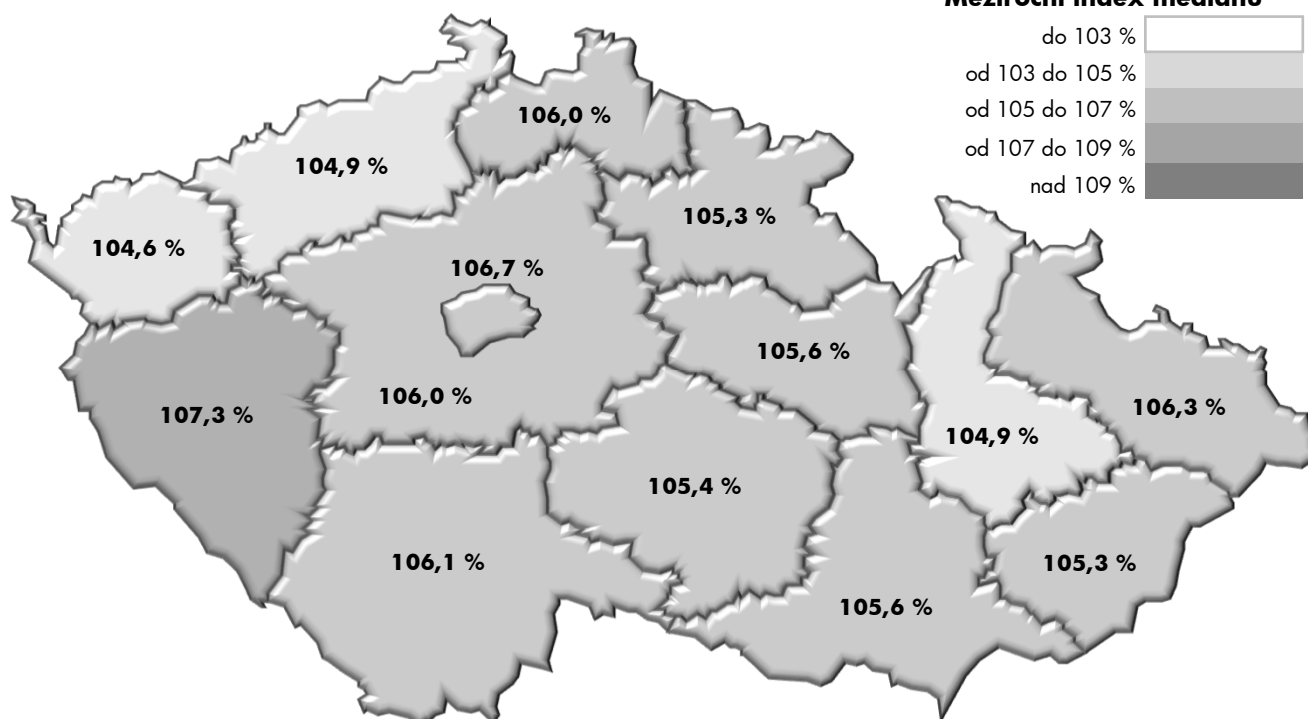 Meziroční index mediánu
do 103 %
od 103 do 105 %
od 105 do 107 %
od 107 do 109 %
nad 109 %
106,0 %
104,9 %
105,3 %
104,6 %
106,7 %
105,6 %
106,0 %
107,3 %
106,3 %
104,9 %
105,4 %
106,1 %
105,3 %
105,6 %